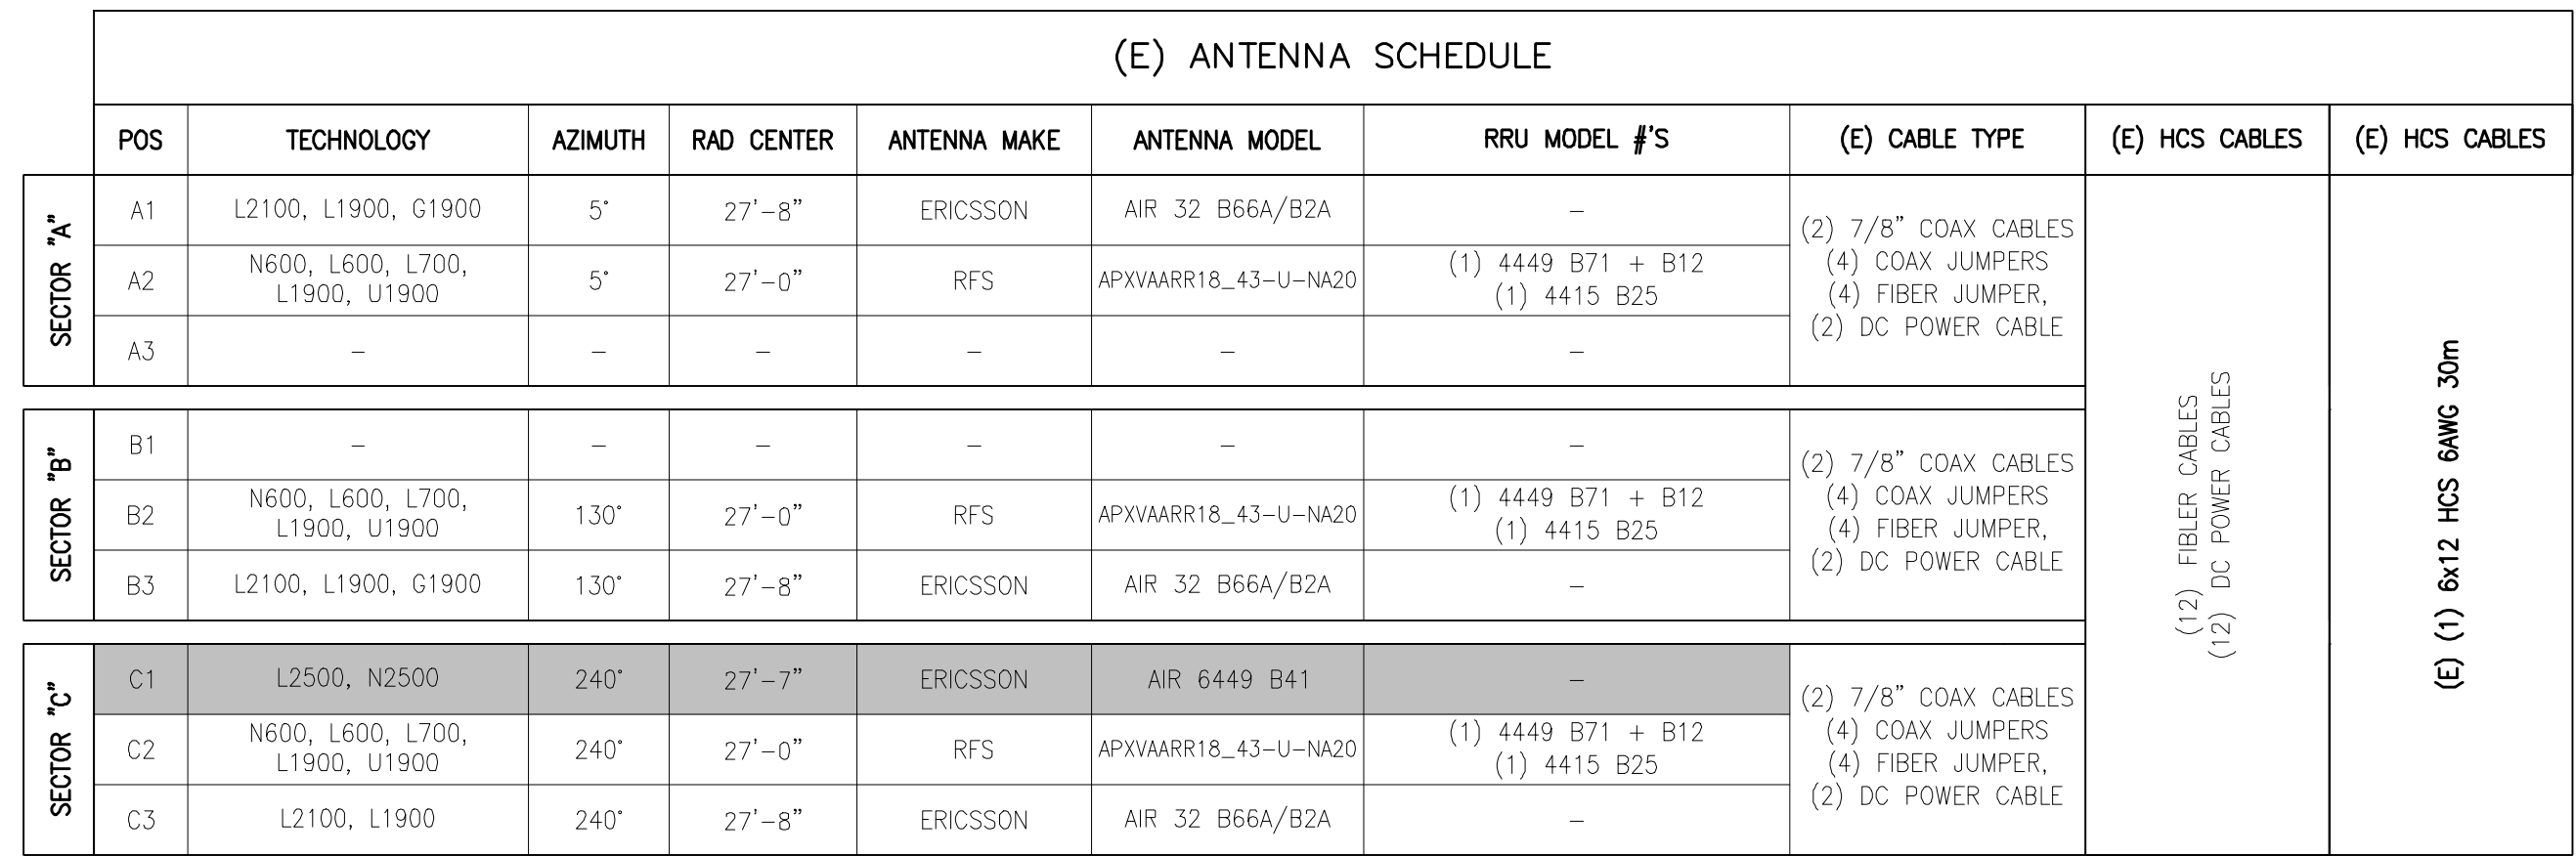 (E) ANTENNA SCHEDULE
POS TECHNOLOGY AZIMUTH RAD CENTER ANTENNA MAKE ANTENNA MODEL RRU MODEL #'S (E) CABLE TYPE (E) HCS CABLES (E) HCS CABLES
SECTOR "A"
A1 L2100, L1900, G1900 5° 27'-8" ERICSSON AIR 32 B66A/B2A -
A2 N600, L600, L700,
L1900, U1900 5° 27'-0" RFS APXVAARR18_43-U-NA20 (1) 4449 B71 + B12
(1) 4415 B25
A3 - - - - - -
(2) 7/8" COAX CABLES
(4) COAX JUMPERS
(4) FIBER JUMPER,
(2) DC POWER CABLE
SECTOR "B"
B1 - - - - - -
B2 N600, L600, L700,
L1900, U1900 130° 27'-0" RFS APXVAARR18_43-U-NA20 (1) 4449 B71 + B12
(1) 4415 B25
B3 L2100, L1900, G1900 130° 27'-8" ERICSSON AIR 32 B66A/B2A -
(2) 7/8" COAX CABLES
(4) COAX JUMPERS
(4) FIBER JUMPER,
(2) DC POWER CABLE
SECTOR "C"
C1 L2500, N2500 240° 27'-7" ERICSSON AIR 6449 B41 -
C2 N600, L600, L700,
L1900, U1900 240° 27'-0" RFS APXVAARR18_43-U-NA20 (1) 4449 B71 + B12
(1) 4415 B25
C3 L2100, L1900 240° 27'-8" ERICSSON AIR 32 B66A/B2A -
(2) 7/8" COAX CABLES
(4) COAX JUMPERS
(4) FIBER JUMPER,
(2) DC POWER CABLE
(12) FIBLER CABLES
(12) DC POWER CABLES
(E) (1) 6x12 HCS 6AWG 30m